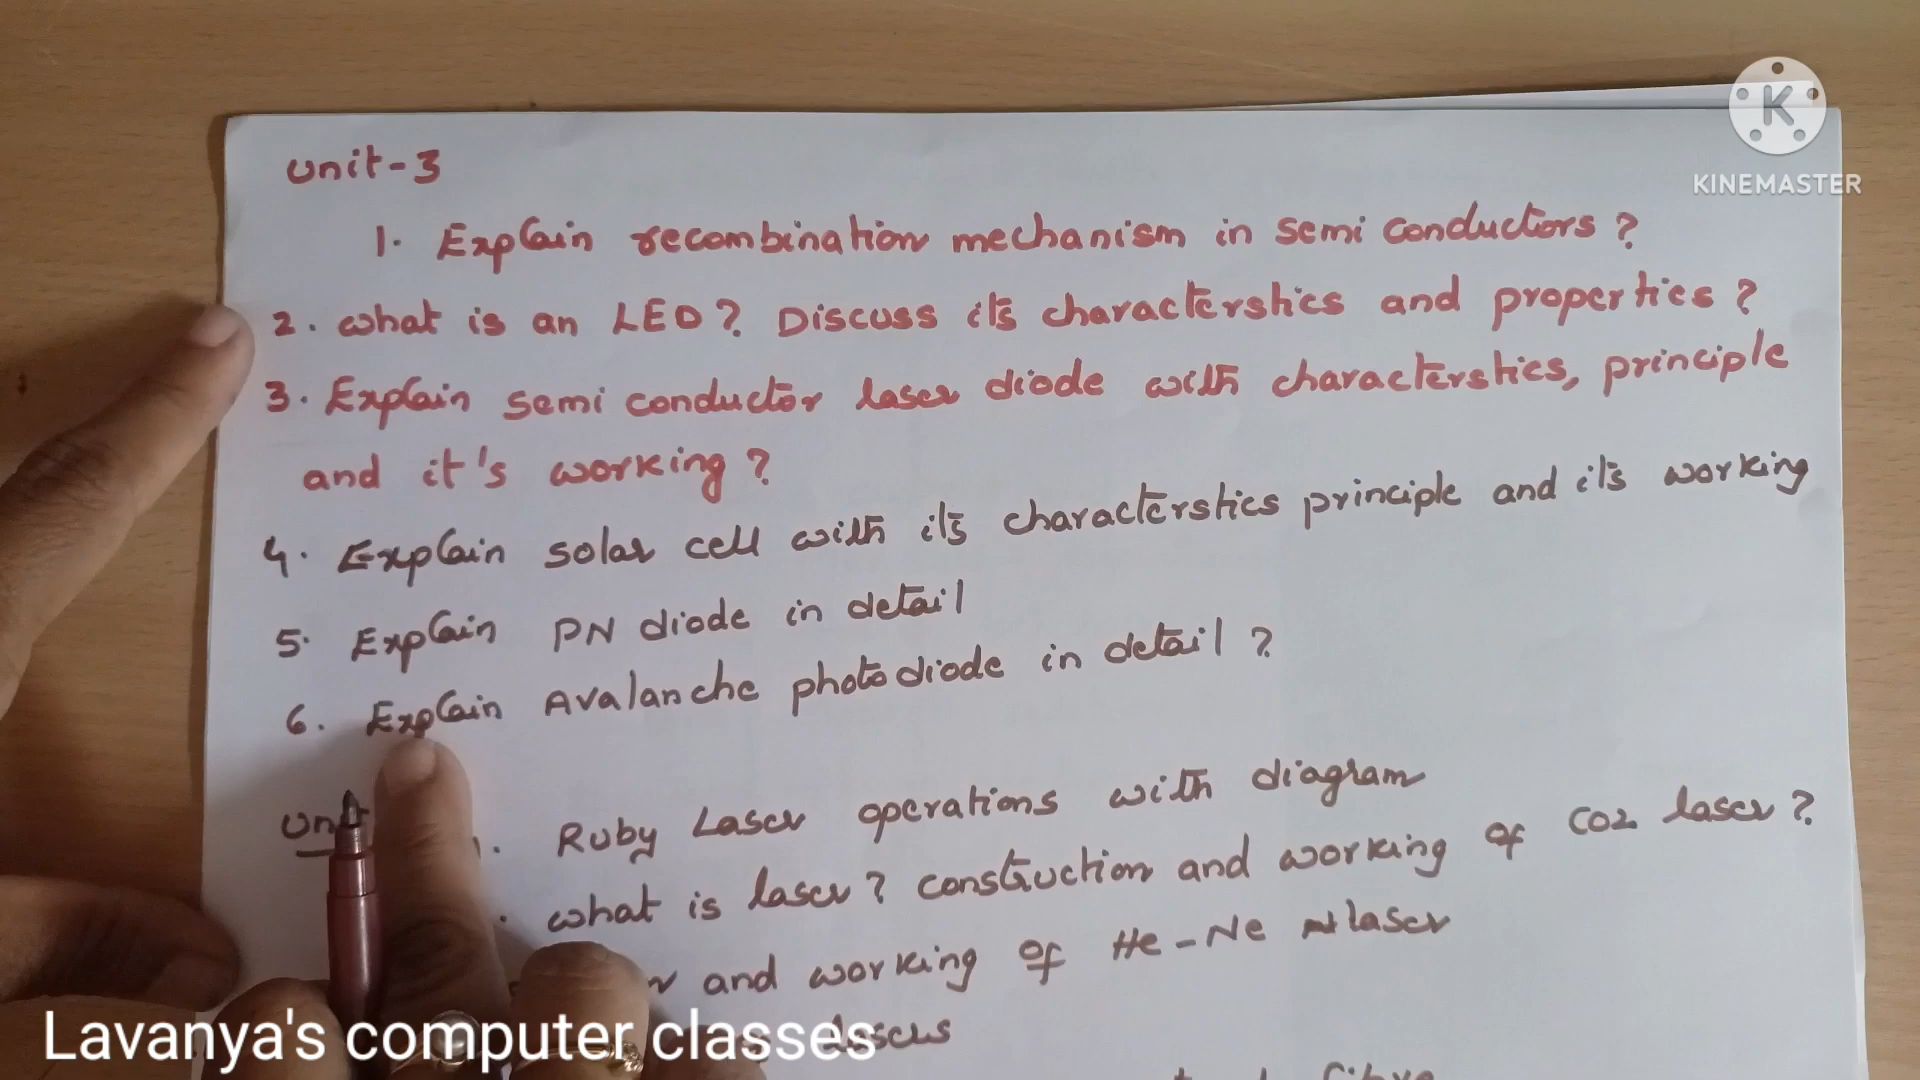 Unit-3
KINEMASTER
1. Explain recombination mechanism in semi conductors?
2. what is an LED? Discuss it's characterstics and properties?
3. Explain semi conductor laser diode with characterstics, principle
and it's working?
4. Explain solar cell with it's characterstics principle and it's working
5. Explain PN diode in detail
6. Explain Avalanche photodiode in detail?
Ruby Laser operations with diagram
what is laser? construction and working of CO2 laser?
and working of He-Ne laser
Lavanya's computer classes